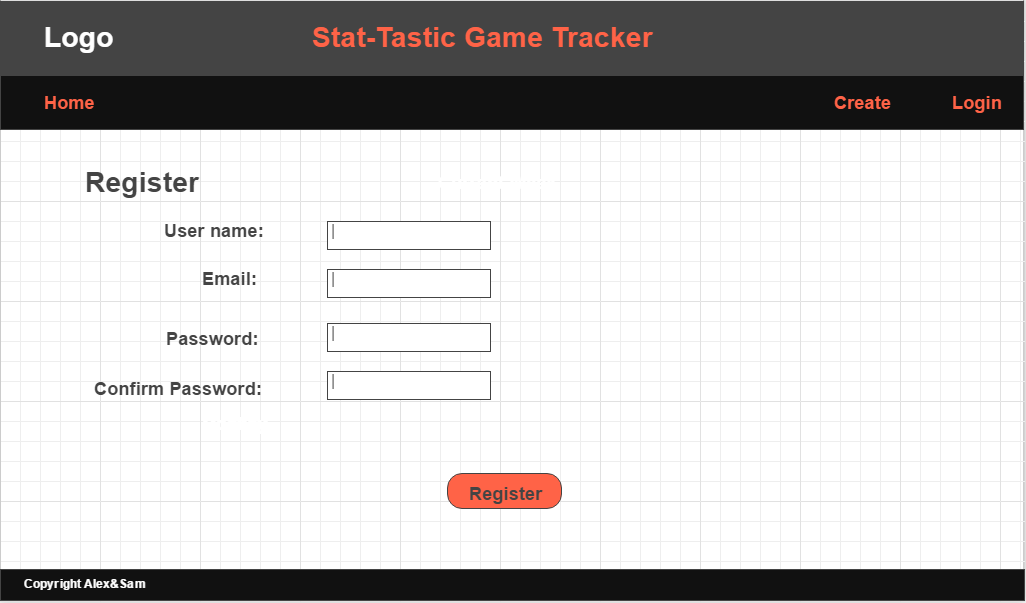 Logo
Stat-Tastic Game Tracker
Home
Create
Login
Register
User name:
Email:
Password:
Confirm Password:
Register
Copyright Alex&Sam